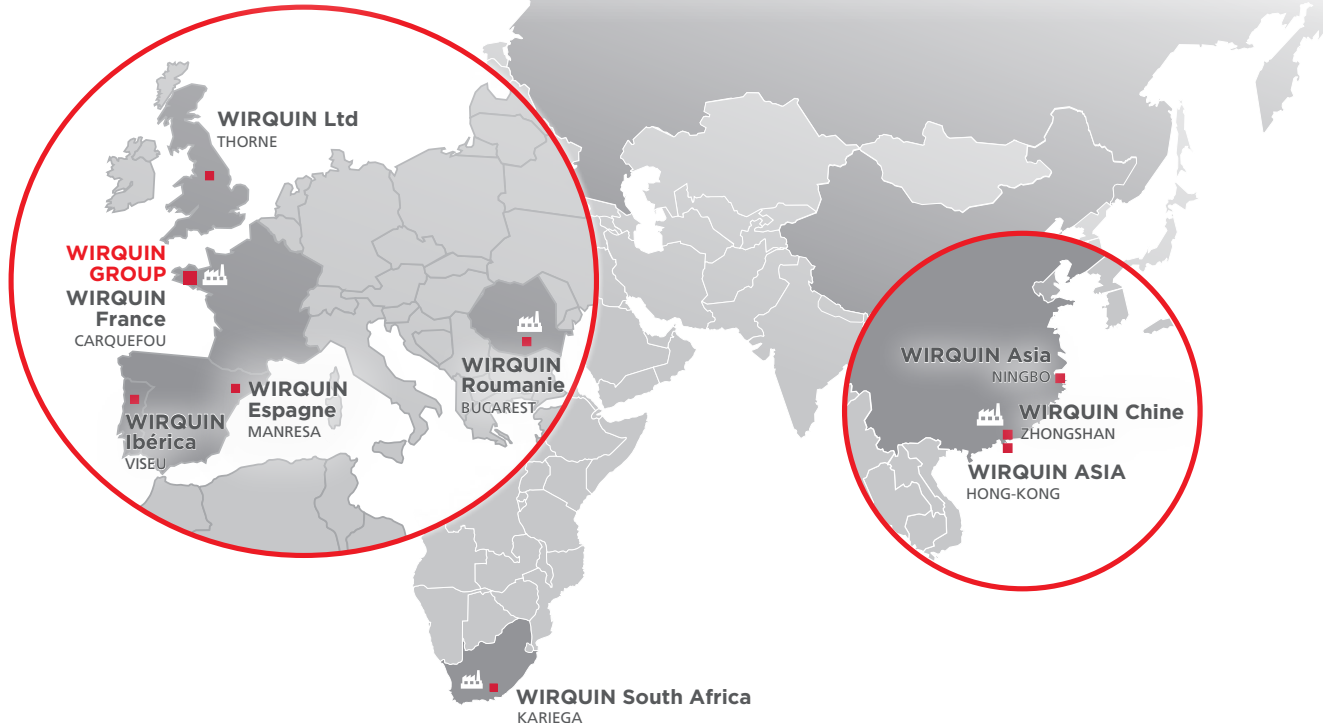 WIRQUIN Ltd
THORNE
WIRQUIN
GROUP
WIRQUIN
France
CARQUEFOU
WIRQUIN
Espagne
MANRESA
WIRQUIN
Ibérica
VISEU
WIRQUIN
Roumanie
BUCAREST
WIRQUIN Asia
NINGBO
WIRQUIN Chine
ZHONGSHAN
WIRQUIN ASIA
HONG-KONG
WIRQUIN South Africa
KARIEGA